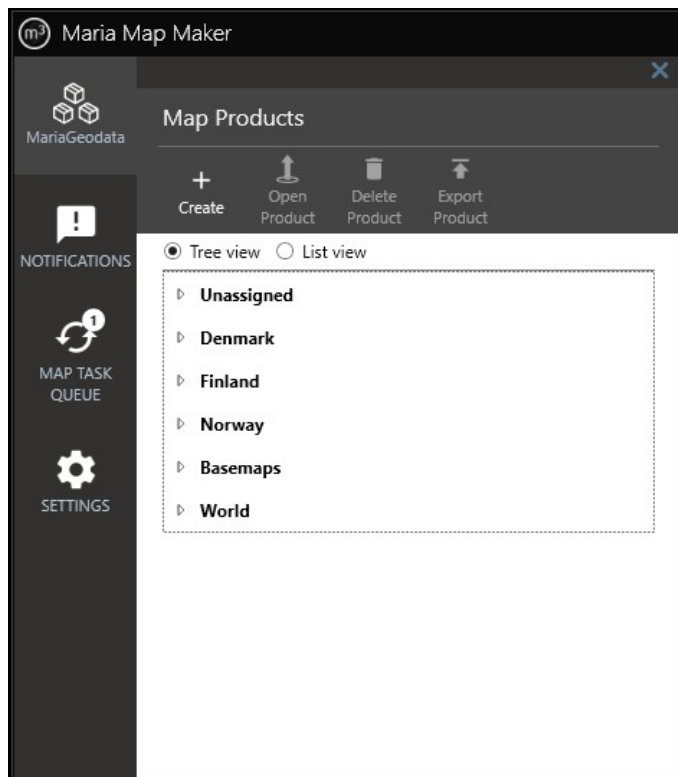 m³ Maria Map Maker
MariaGeodata
NOTIFICATIONS
1
MAP TASK
QUEUE
SETTINGS
Map Products
Create
Open
Product
Delete
Product
Export
Product
Tree view
List view
Unassigned
Denmark
Finland
Norway
Basemaps
World